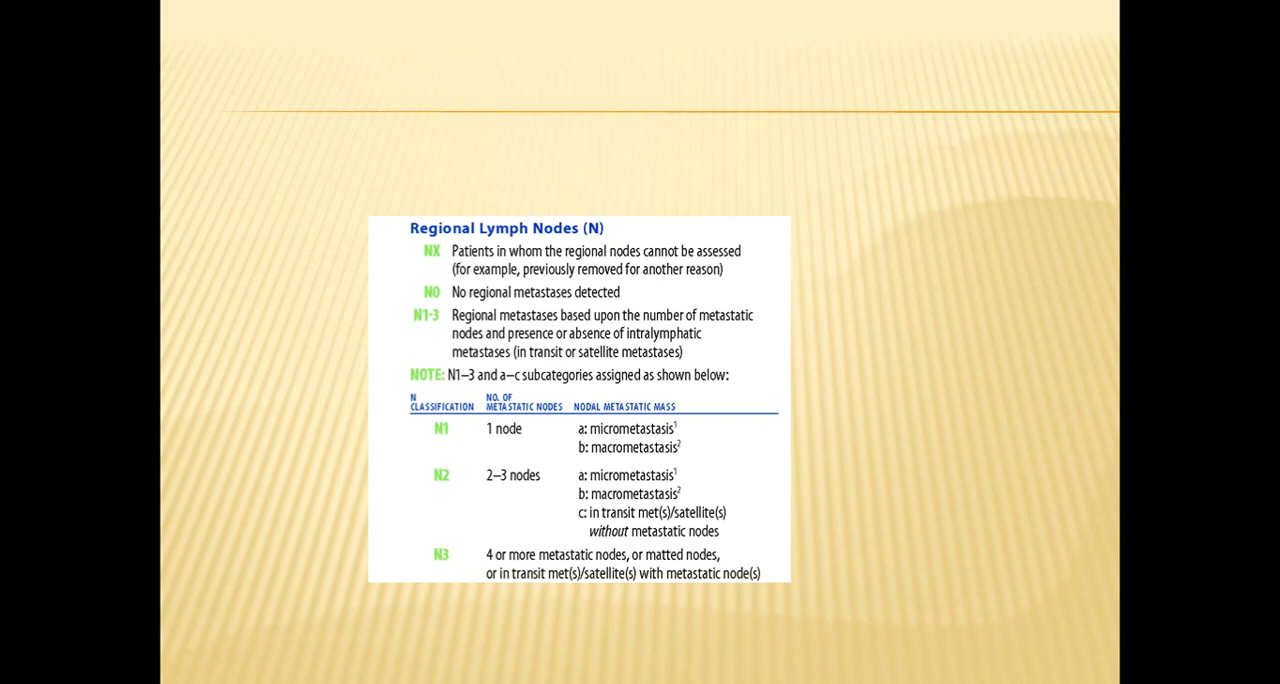 Regional Lymph Nodes (N)
NX Patients in whom the regional nodes cannot be assessed
(for example, previously removed for another reason)
N0 No regional metastases detected
N1-3 Regional metastases based upon the number of metastatic
nodes and presence or absence of intralymphatic
metastases (in transit or satellite metastases)
NOTE: N1–3 and a–c subcategories assigned as shown below:
N CLASSIFICATION NO. OF METASTATIC NODES NODAL METASTATIC MASS
N1 1 node a: micrometastasis¹
b: macrometastasis²
N2 2–3 nodes a: micrometastasis¹
b: macrometastasis²
c: in transit met(s)/satellite(s)
without metastatic nodes
N3 4 or more metastatic nodes, or matted nodes,
or in transit met(s)/satellite(s) with metastatic node(s)